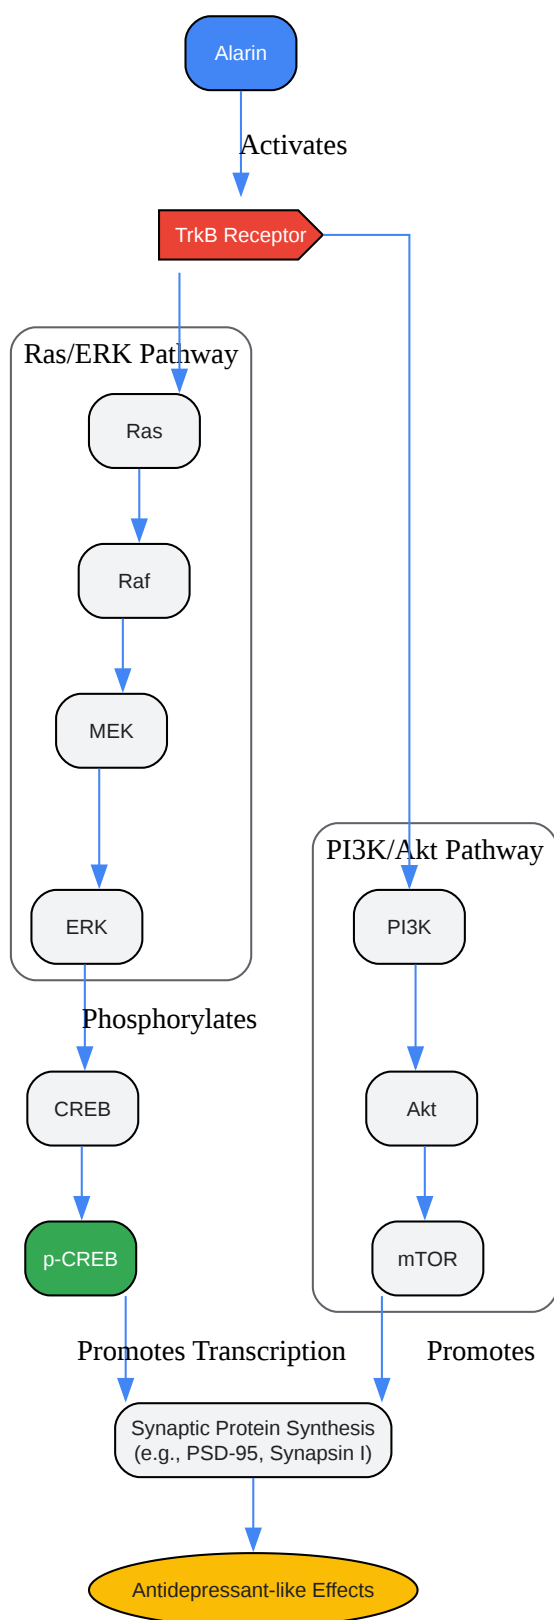 Alarin
Activates
TrkB Receptor
Ras/ERK Pathway
Ras
Raf
MEK
ERK
Phosphorylates
CREB
p-CREB
Promotes Transcription
PI3K/Akt Pathway
PI3K
Akt
mTOR
Promotes
Synaptic Protein Synthesis
(e.g., PSD-95, Synapsin I)
Antidepressant-like Effects